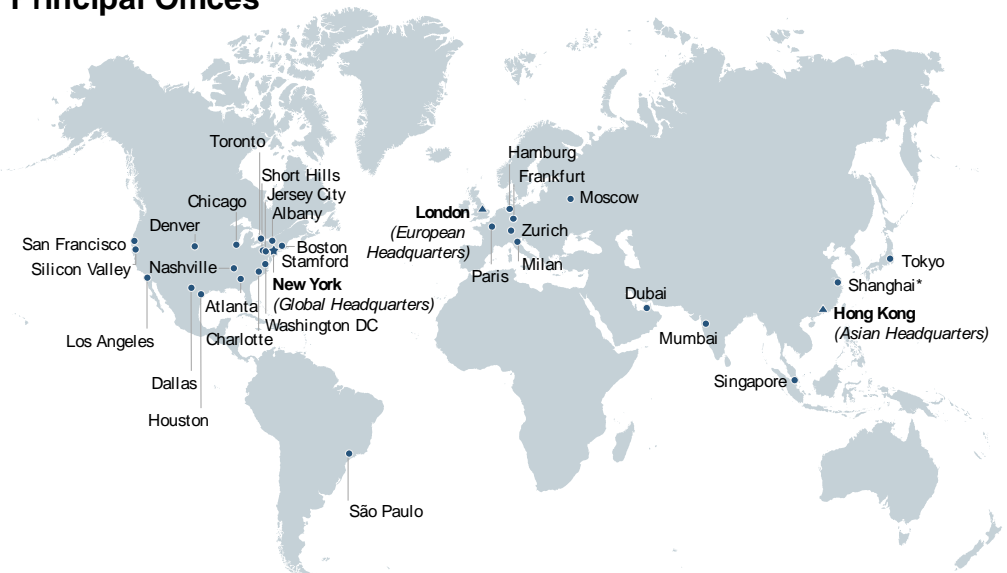 Principal Offices
Toronto
Short Hills
Jersey City
Albany
Chicago
Denver
San Francisco
Silicon Valley
Nashville
Boston
Stamford
New York
(Global Headquarters)
Atlanta
Washington DC
Charlotte
Los Angeles
Dallas
Houston
São Paulo
Hamburg
Frankfurt
Moscow
London
(European
Headquarters)
Zurich
Milan
Paris
Dubai
Mumbai
Singapore
Tokyo
Shanghai*
Hong Kong
(Asian Headquarters)